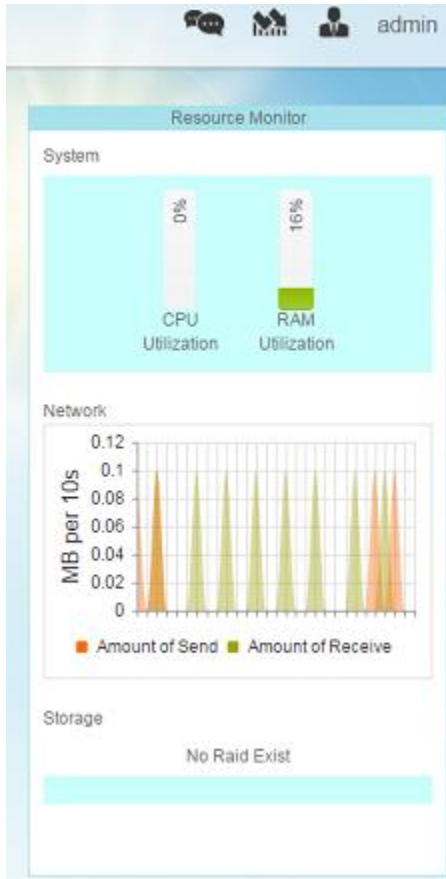 admin
Resource Monitor
System
0%
16%
CPU
Utilization
RAM
Utilization
Network
MB per 10s
0.12
0.1
0.08
0.06
0.04
0.02
0
Amount of Send
Amount of Receive
Storage
No Raid Exist